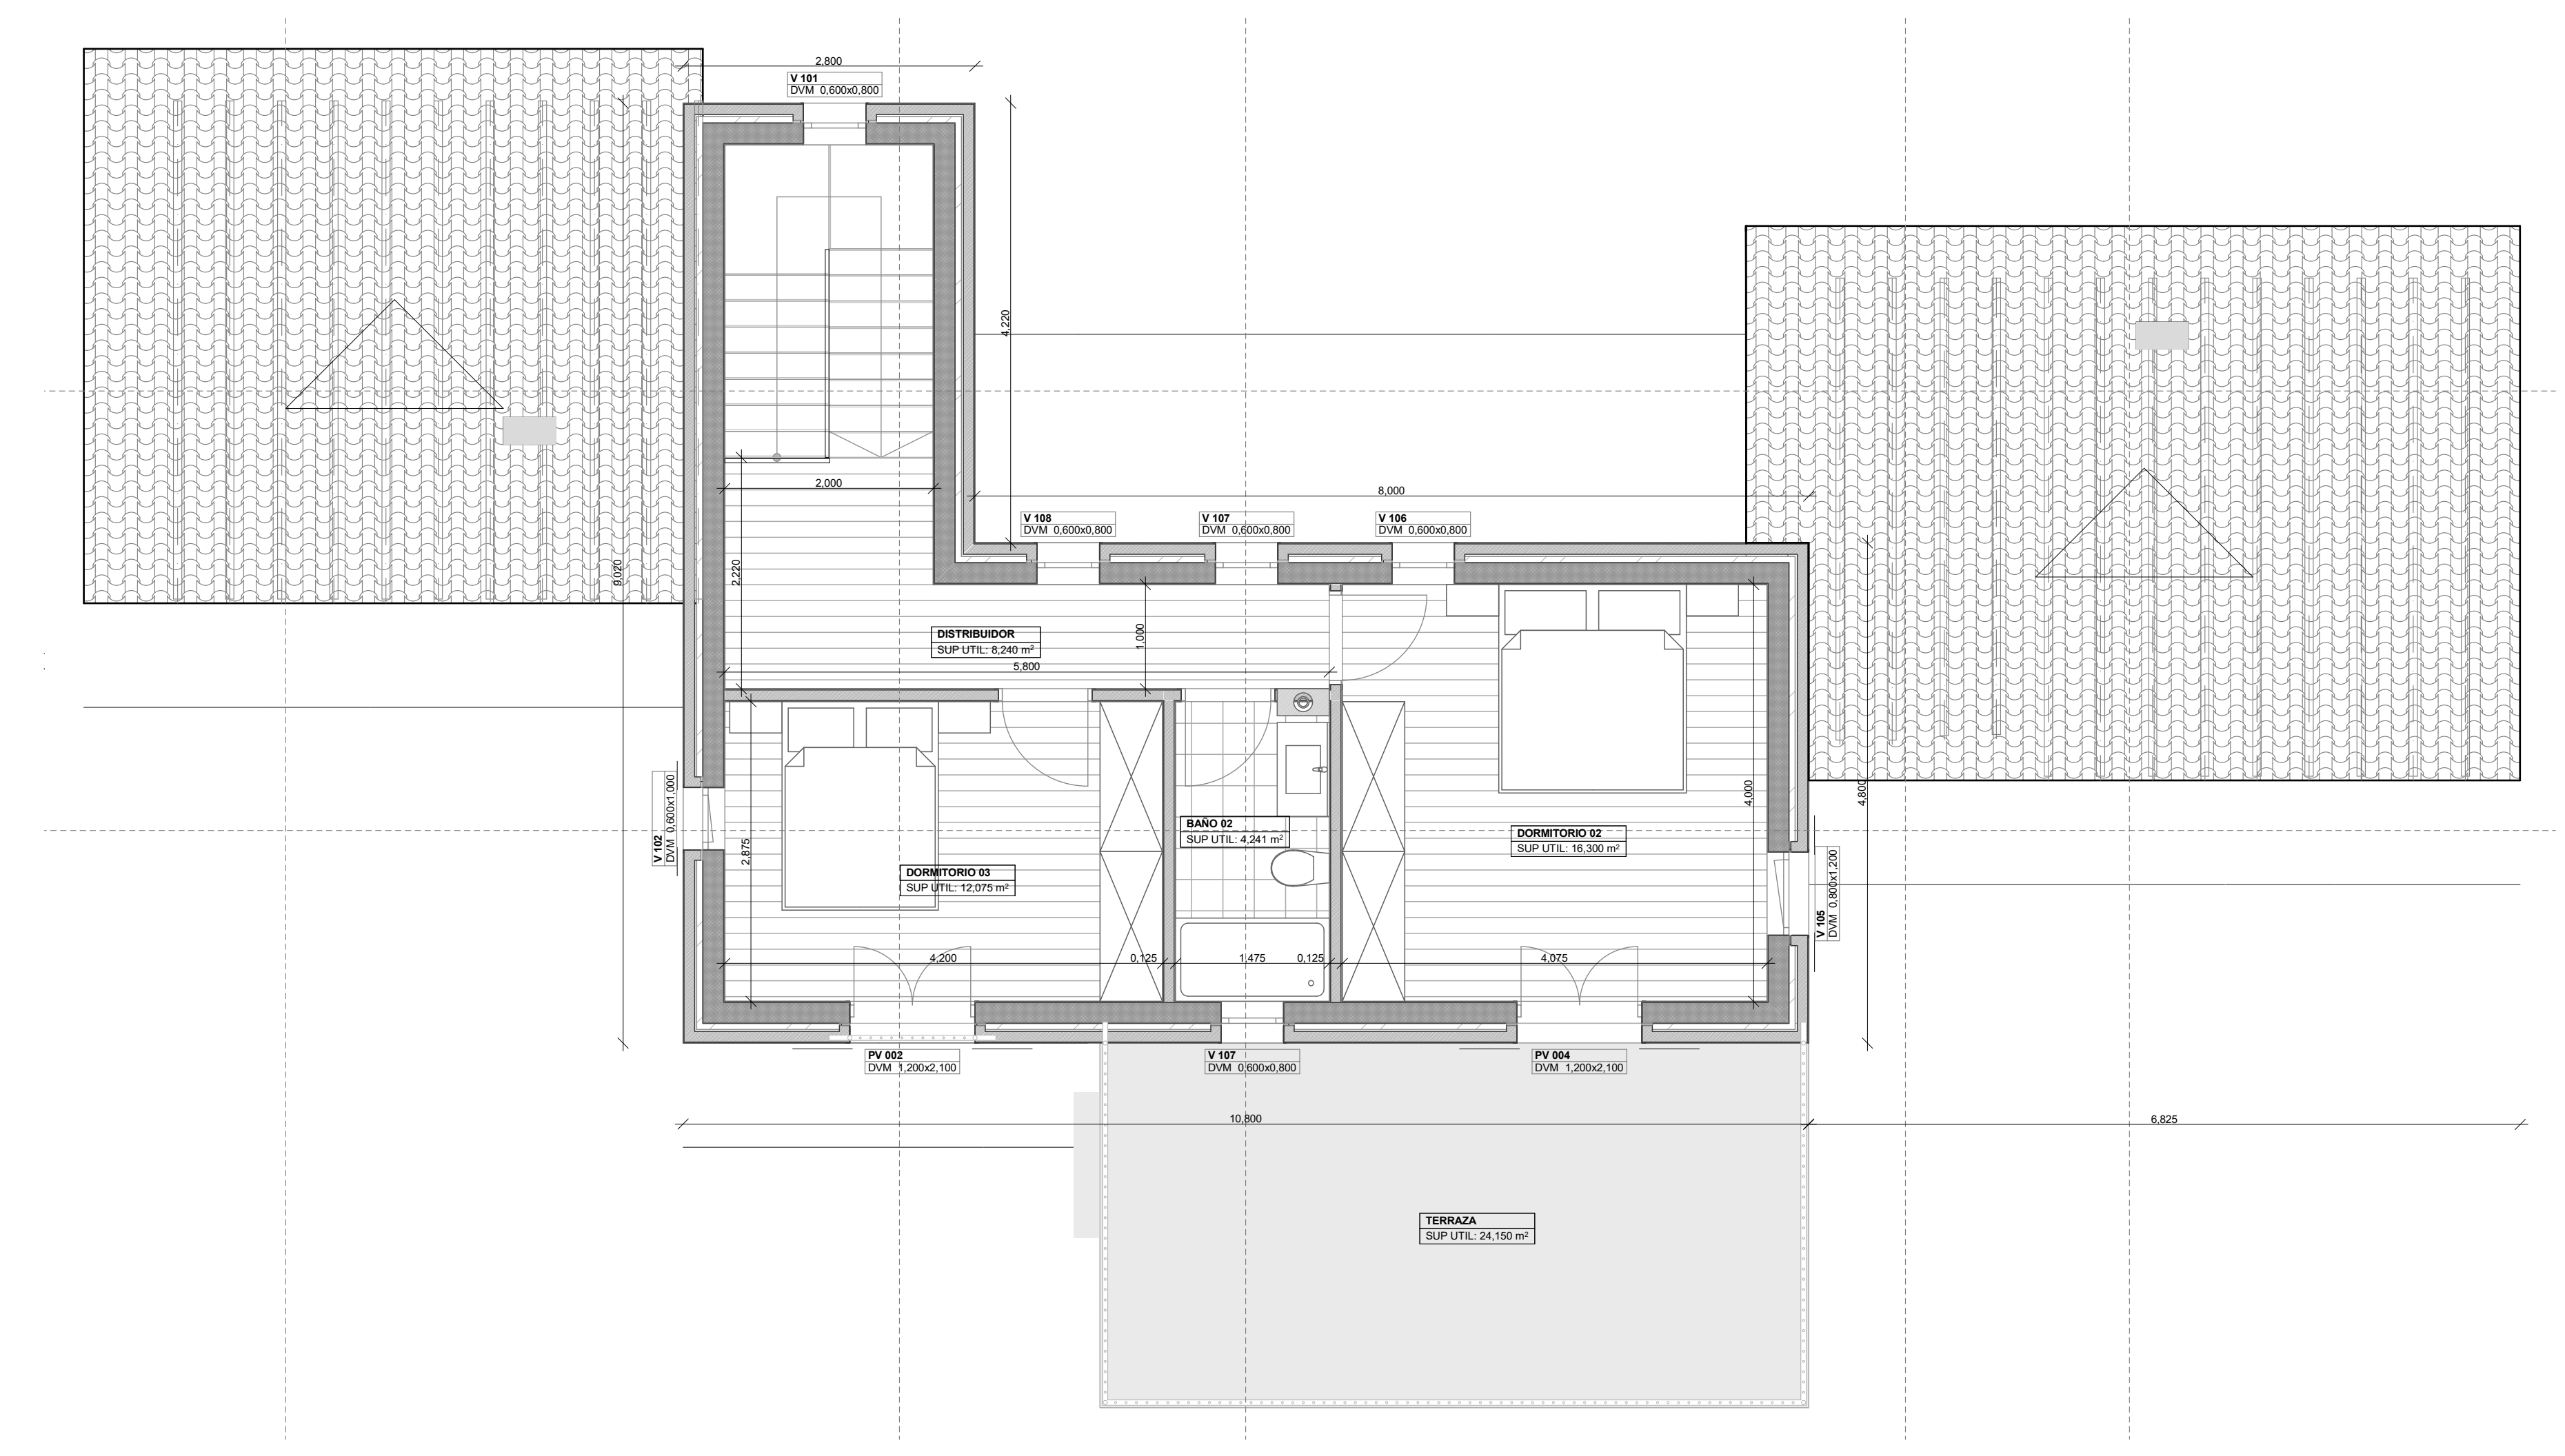 2,800
V 101
DVM 0,600x0,800
4,220
2,000
8,000
V 108
DVM 0,600x0,800
V 107
DVM 0,600x0,800
V 106
DVM 0,600x0,800
9,020
2,220
DISTRIBUIDOR
SUP UTIL: 8,240 m²
1,000
5,800
V 102
DVM 0,600x1,000
2,875
BAÑO 02
SUP UTIL: 4,241 m²
DORMITORIO 02
SUP UTIL: 16,300 m²
4,000
4,800
DORMITORIO 03
SUP UTIL: 12,075 m²
V 105
DVM 0,800x1,200
4,200
0,125
1,475
0,125
4,075
PV 002
DVM 1,200x2,100
V 107
DVM 0,600x0,800
PV 004
DVM 1,200x2,100
10,800
6,825
TERRAZA
SUP UTIL: 24,150 m²